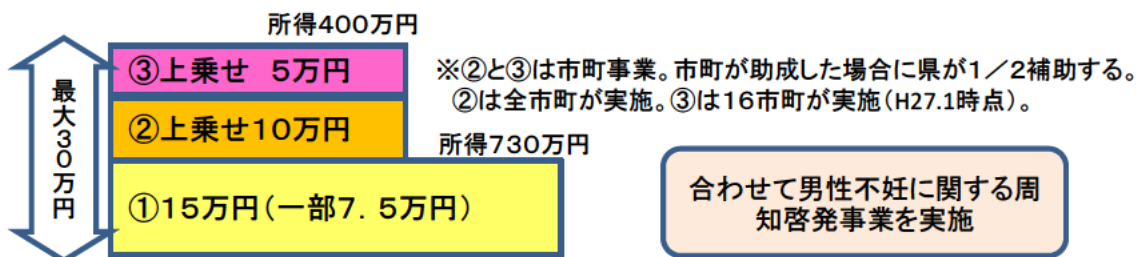 所得400万円
③上乗せ 5万円
※②と③は市町事業。市町が助成した場合に県が1/2補助する。
②は全市町が実施。③は16市町が実施(H27.1時点)。
最大30万円
②上乗せ10万円
所得730万円
①15万円(一部7.5万円)
合わせて男性不妊に関する周
知啓発事業を実施